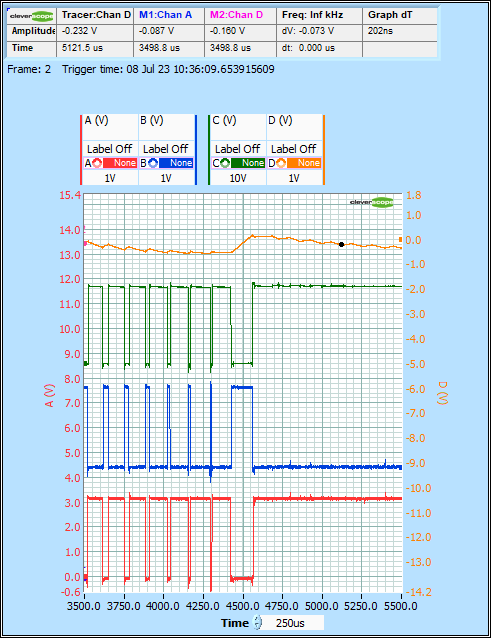 cleverscope Tracer:Chan D M1:Chan A M2:Chan D Freq: Inf kHz Graph dT
Amplitude -0.232 V -0.087 V -0.160 V dV: -0.073 V 202ns
Time 5121.5 us 3498.8 us 3498.8 us dt: 0.000 us
Frame: 2 Trigger time: 08 Jul 23 10:36:09.653915609
A (V) B (V) C (V) D (V)
Label Off Label Off Label Off Label Off
A None B None C None D None
1V 1V 10V 1V
cleverscope
15.4
14.0
13.0
12.0
11.0
10.0
9.0
8.0
7.0
6.0
5.0
4.0
3.0
2.0
1.0
0.0
-0.6
A (V)
1.8
1.0
0.0
-1.0
-2.0
-3.0
-4.0
-5.0
-6.0
-7.0
-8.0
-9.0
-10.0
-11.0
-12.0
-13.0
-14.2
D (V)
3500.0 3750.0 4000.0 4250.0 4500.0 4750.0 5000.0 5250.0 5500.0
Time 250us